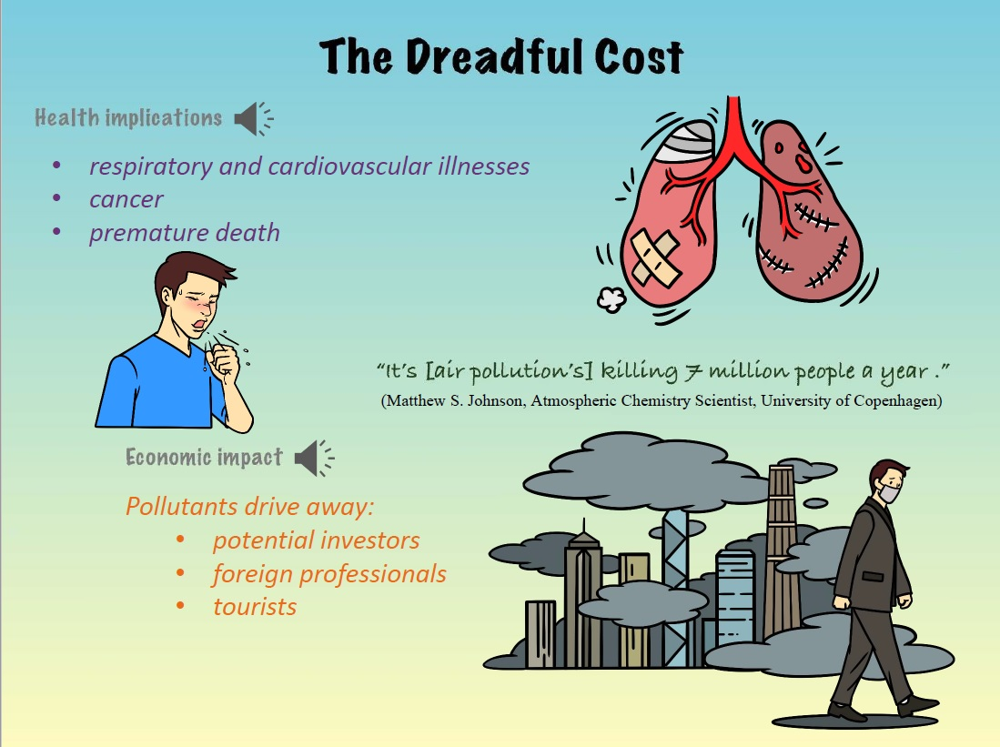 The Dreadful Cost
Health implications
• respiratory and cardiovascular illnesses
• cancer
• premature death
“It’s [air pollution’s] killing 7 million people a year .”
(Matthew S. Johnson, Atmospheric Chemistry Scientist, University of Copenhagen)
Economic impact
Pollutants drive away:
• potential investors
• foreign professionals
• tourists